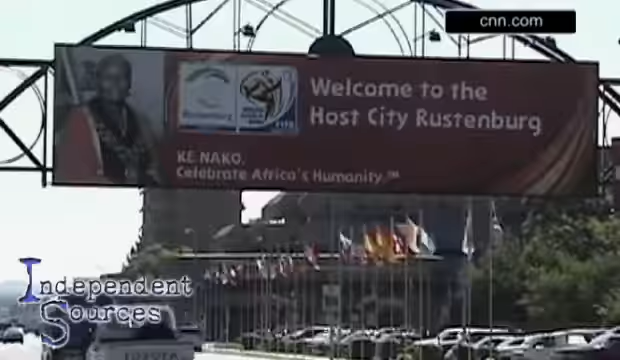 cnn.com
Welcome to the
Host City Rustenburg
KE NAKO.
Celebrate Africa's Humanity.™
Independent
Sources